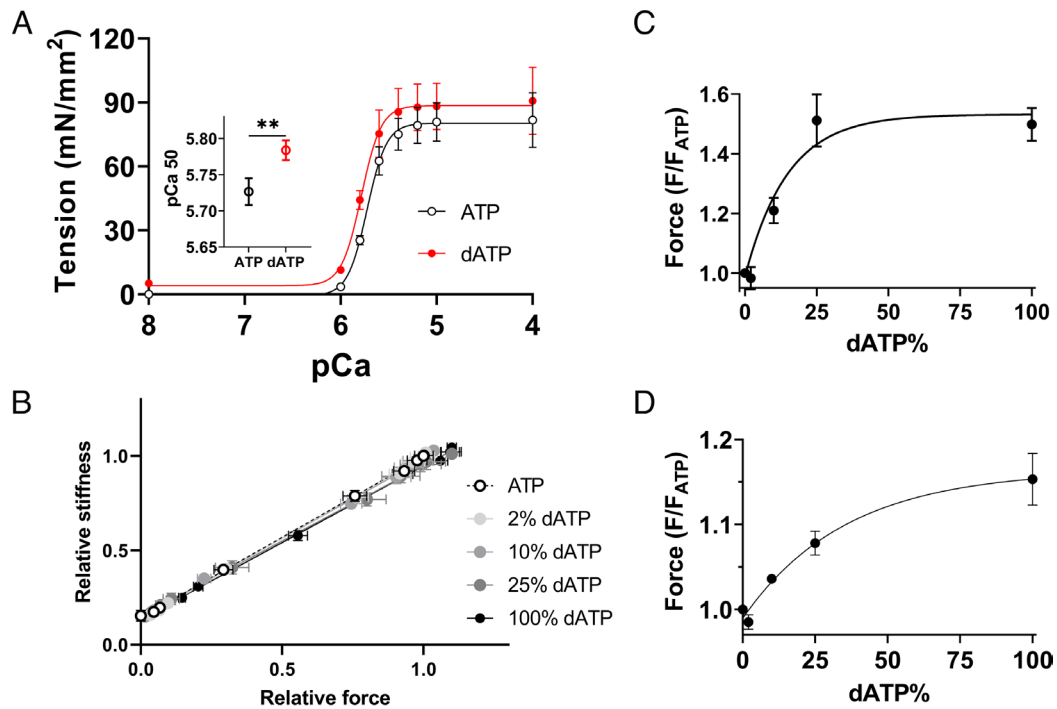 A
Tension (mN/mm²)
120
90
60
30
0
8
7
6
5
4
pCa
pCa 50
5.80
5.75
5.70
5.65
**
ATP dATP
ATP
dATP
B
Relative stiffness
1.0
0.5
0.0
0.0
0.5
1.0
Relative force
ATP
2% dATP
10% dATP
25% dATP
100% dATP
C
Force (F/F_ATP)
1.6
1.4
1.2
1.0
0
25
50
75
100
dATP%
D
Force (F/F_ATP)
1.2
1.1
1.0
0
25
50
75
100
dATP%